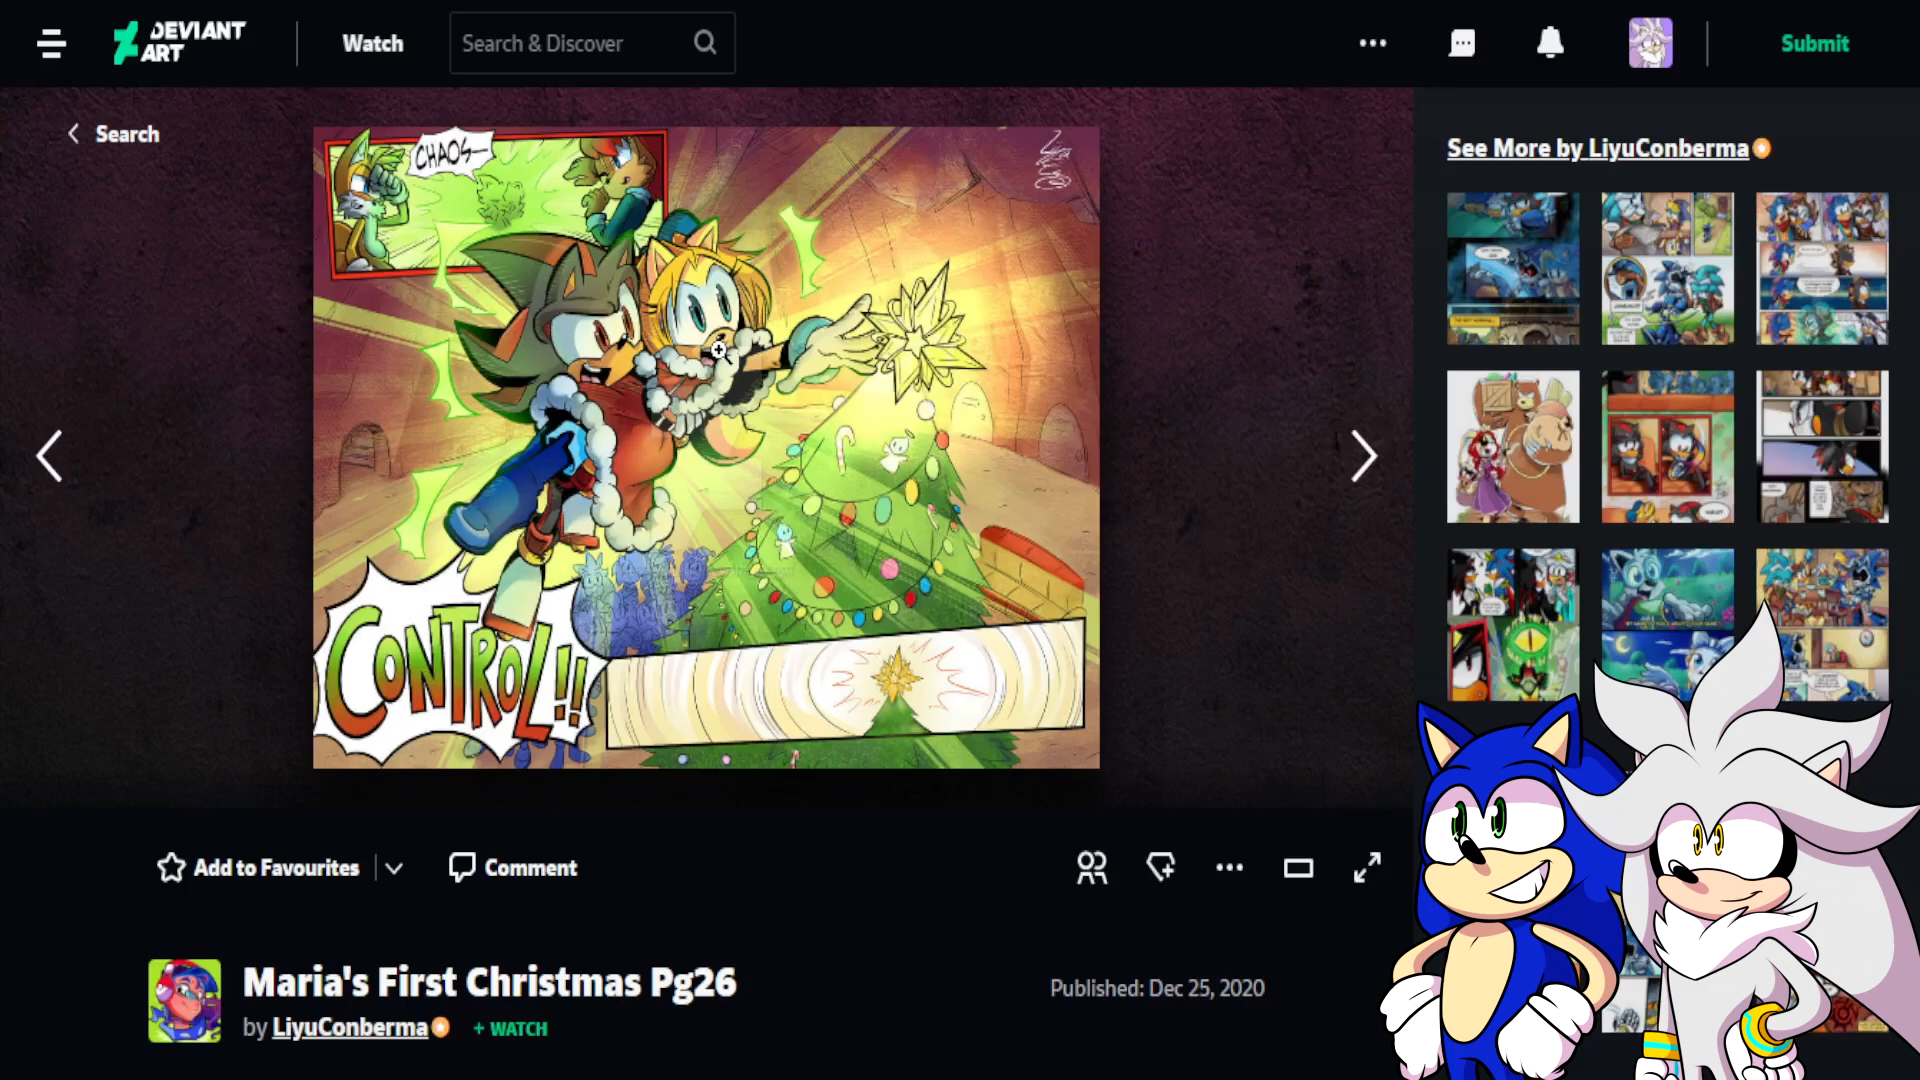 DEVIANT ART
Watch
Search & Discover
Submit
Search
See More by LiyuConberma
CHAOS—
CONTROL!!
Add to Favourites
Comment
Maria's First Christmas Pg26
Published: Dec 25, 2020
by LiyuConberma
+ WATCH